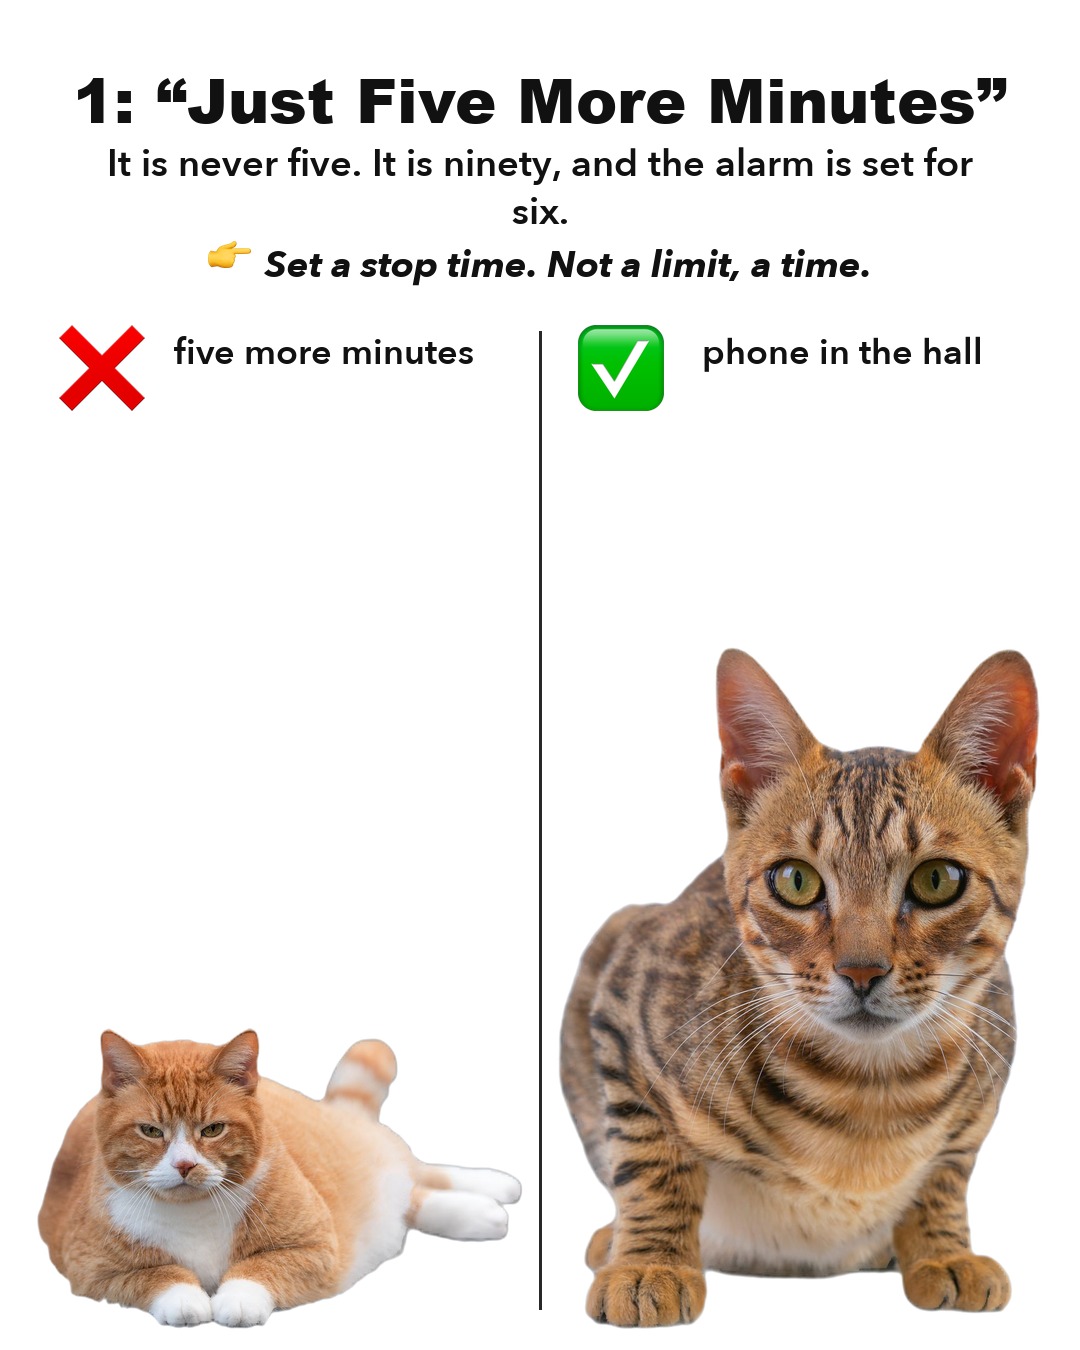 1: “Just Five More Minutes”
It is never five. It is ninety, and the alarm is set for
six.
👉 Set a stop time. Not a limit, a time.
❌ five more minutes
✅ phone in the hall